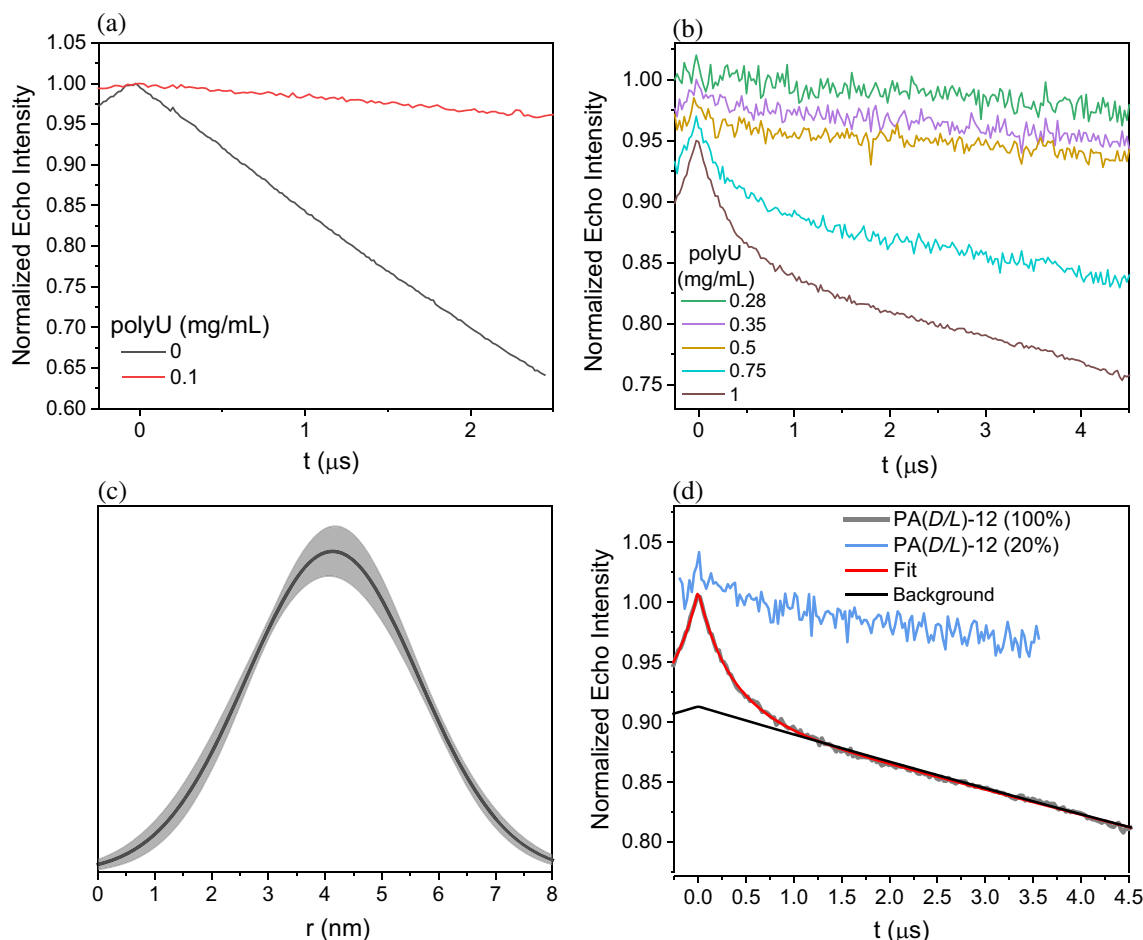 (a)
Normalized Echo Intensity
1.05
1.00
0.95
0.90
0.85
0.80
0.75
0.70
0.65
0.60
polyU (mg/mL)
0
0.1
0 1 2
t (μs)
(b)
Normalized Echo Intensity
1.00
0.95
0.90
0.85
0.80
0.75
polyU
(mg/mL)
0.28
0.35
0.5
0.75
1
0 1 2 3 4
t (μs)
(c)
0 1 2 3 4 5 6 7 8
r (nm)
(d)
Normalized Echo Intensity
1.05
1.00
0.95
0.90
0.85
0.80
PA(D/L)-12 (100%)
PA(D/L)-12 (20%)
Fit
Background
0.0 0.5 1.0 1.5 2.0 2.5 3.0 3.5 4.0 4.5
t (μs)